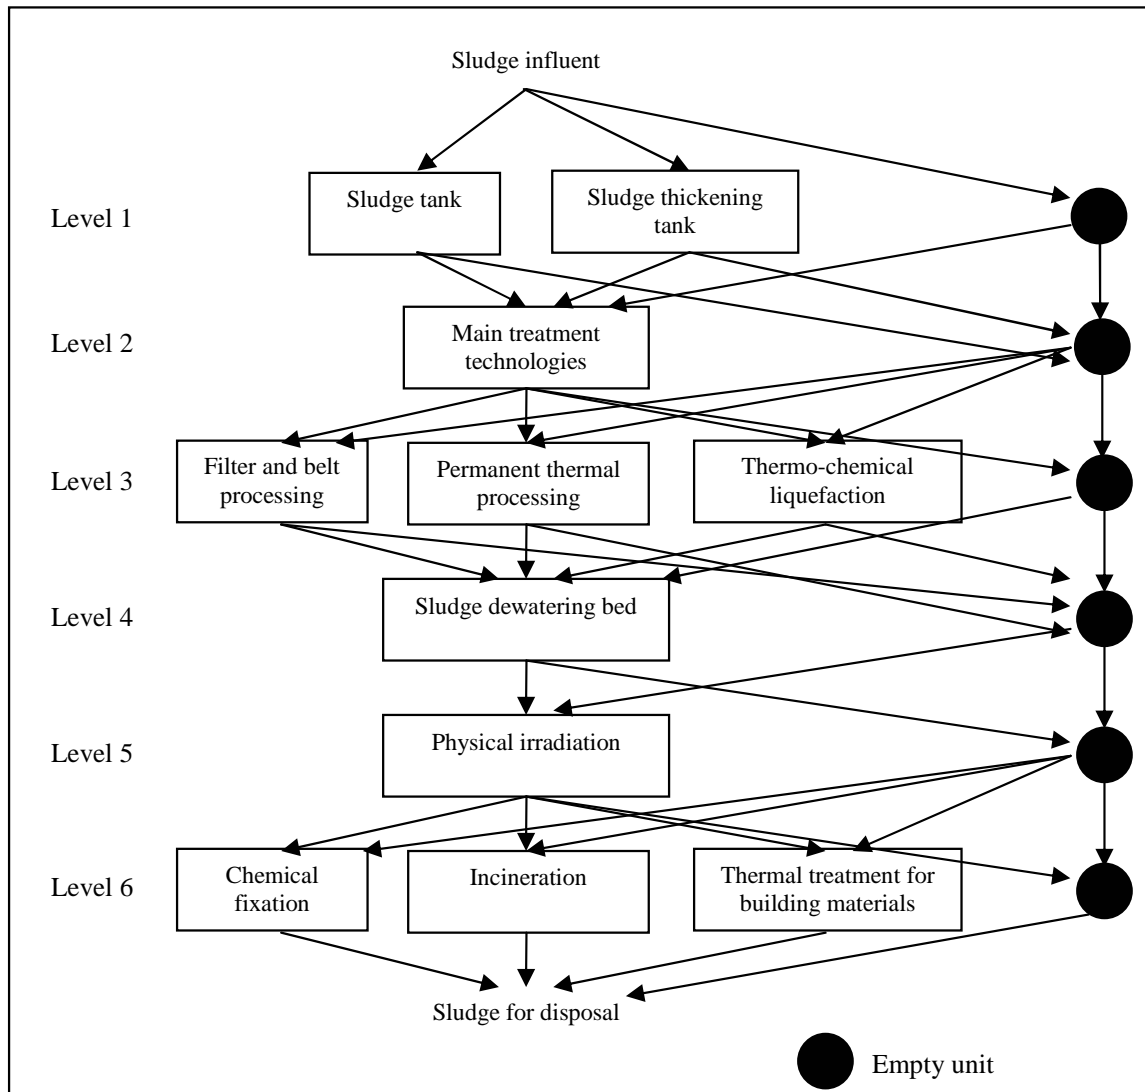 Sludge influent
Level 1
Sludge tank
Sludge thickening
tank
Level 2
Main treatment
technologies
Level 3
Filter and belt
processing
Permanent thermal
processing
Thermo-chemical
liquefaction
Level 4
Sludge dewatering bed
Level 5
Physical irradiation
Level 6
Chemical
fixation
Incineration
Thermal treatment for
building materials
Sludge for disposal
Empty unit